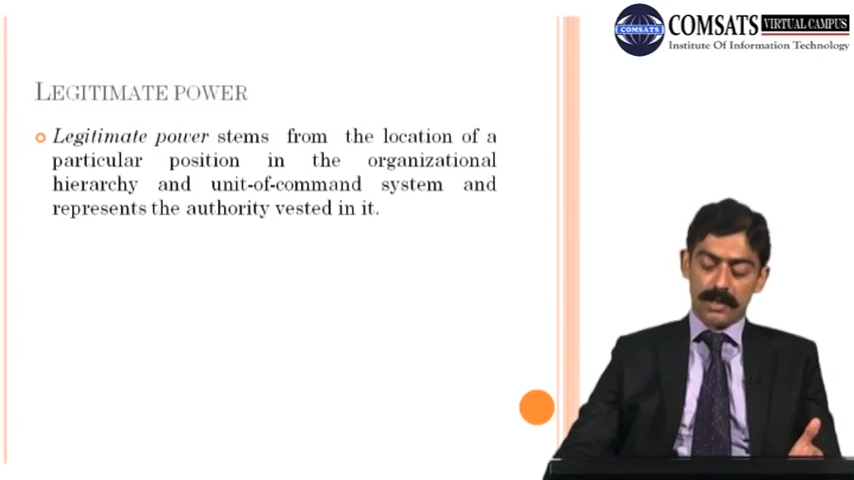 COMSATS VIRTUAL CAMPUS
COMSATS
Institute Of Information Technology
LEGITIMATE POWER
Legitimate power stems from the location of a
particular position in the organizational
hierarchy and unit-of-command system and
represents the authority vested in it.